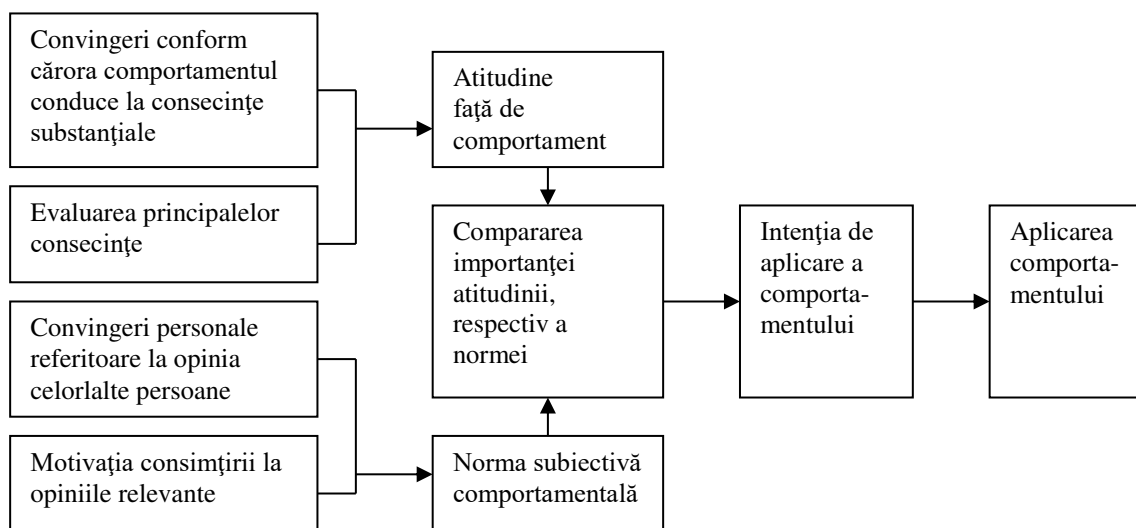 Convingeri conform
cărora comportamentul
conduce la consecinţe
substanţiale
Evaluarea principalelor
consecinţe
Convingeri personale
referitoare la opinia
celorlalte persoane
Motivaţia consimţirii la
opiniile relevante
Atitudine
faţă de
comportament
Compararea
importanţei
atitudinii,
respectiv a
normei
Norma subiectivă
comportamentală
Intenţia de
aplicare a
comporta-
mentului
Aplicarea
comporta-
mentului